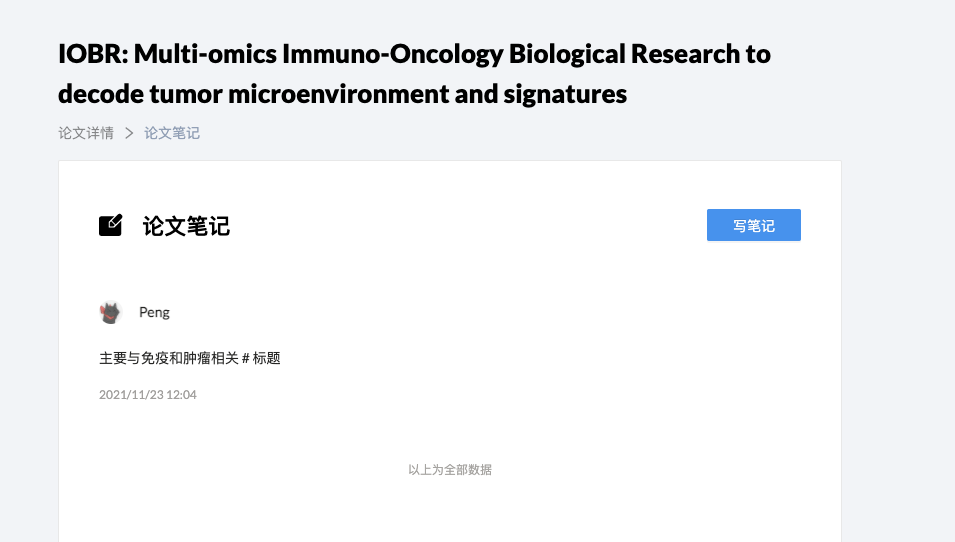 IOBR: Multi-omics Immuno-Oncology Biological Research to
decode tumor microenvironment and signatures
论文详情 > 论文笔记
论文笔记
写笔记
Peng
主要与免疫和肿瘤相关 # 标题
2021/11/23 12:04
以上为全部数据